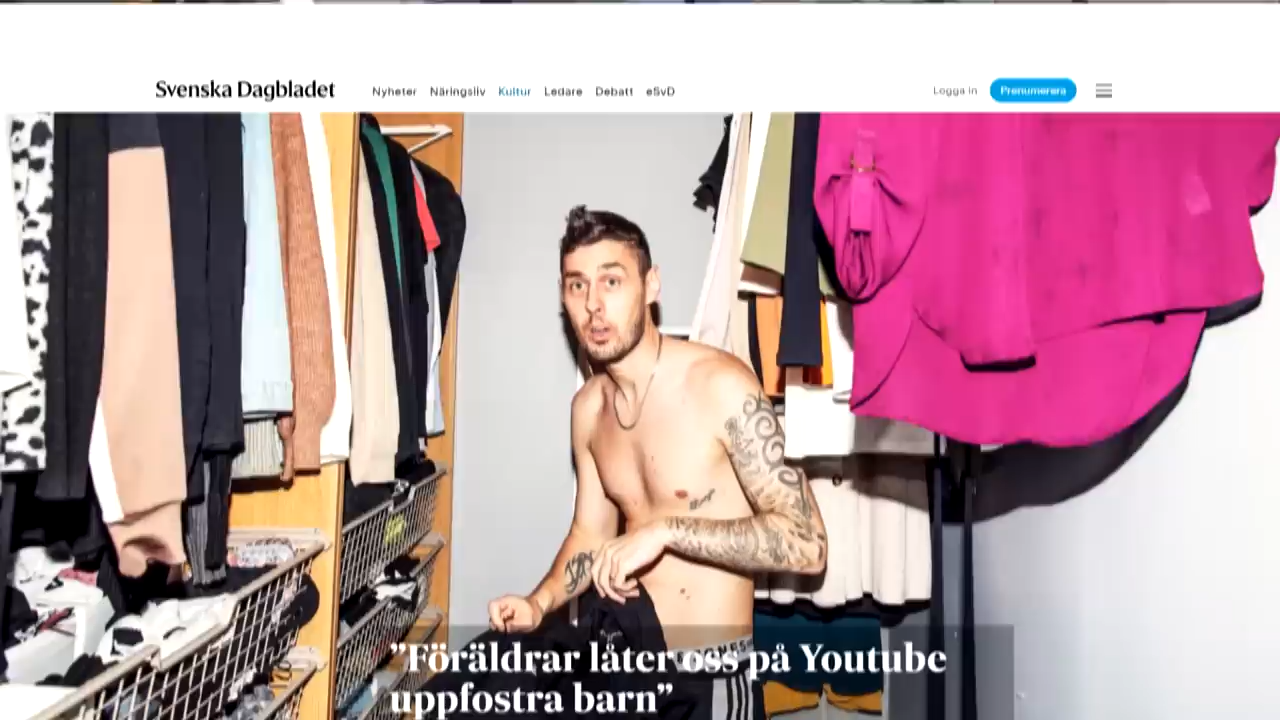 Svenska Dagbladet
Nyheter Näringsliv Kultur Ledare Debatt eSvD
Logga in Prenumerera
”Föräldrar låter oss på Youtube
uppfostra barn”